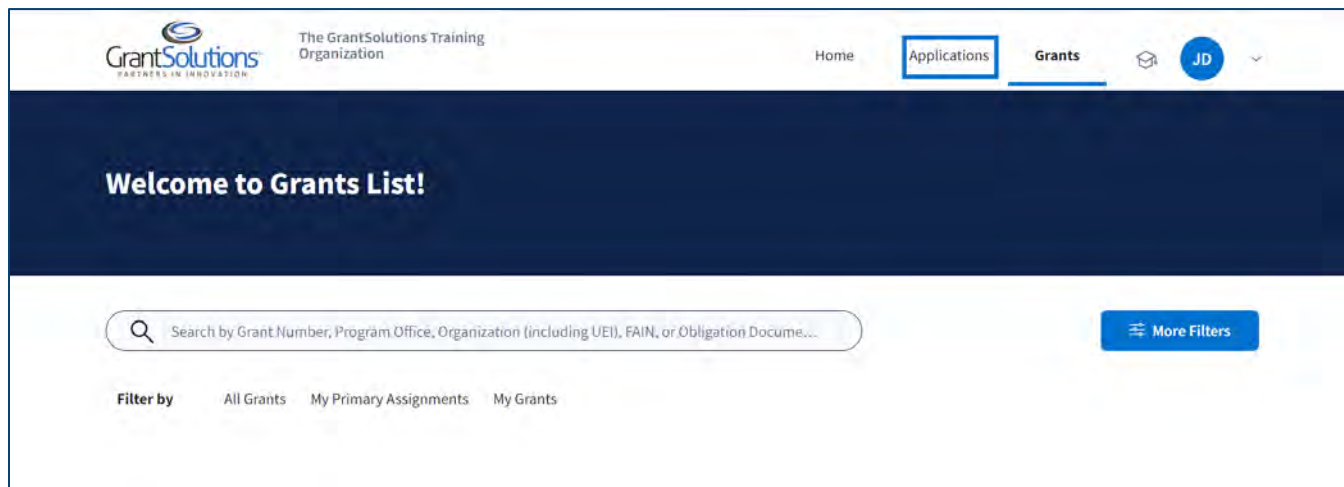 GrantSolutions
PARTNERS IN INNOVATION
The GrantSolutions Training
Organization
Home
Applications
Grants
JD
Welcome to Grants List!
Search by Grant Number, Program Office, Organization (including UEI), FAIN, or Obligation Docume...
More Filters
Filter by
All Grants
My Primary Assignments
My Grants